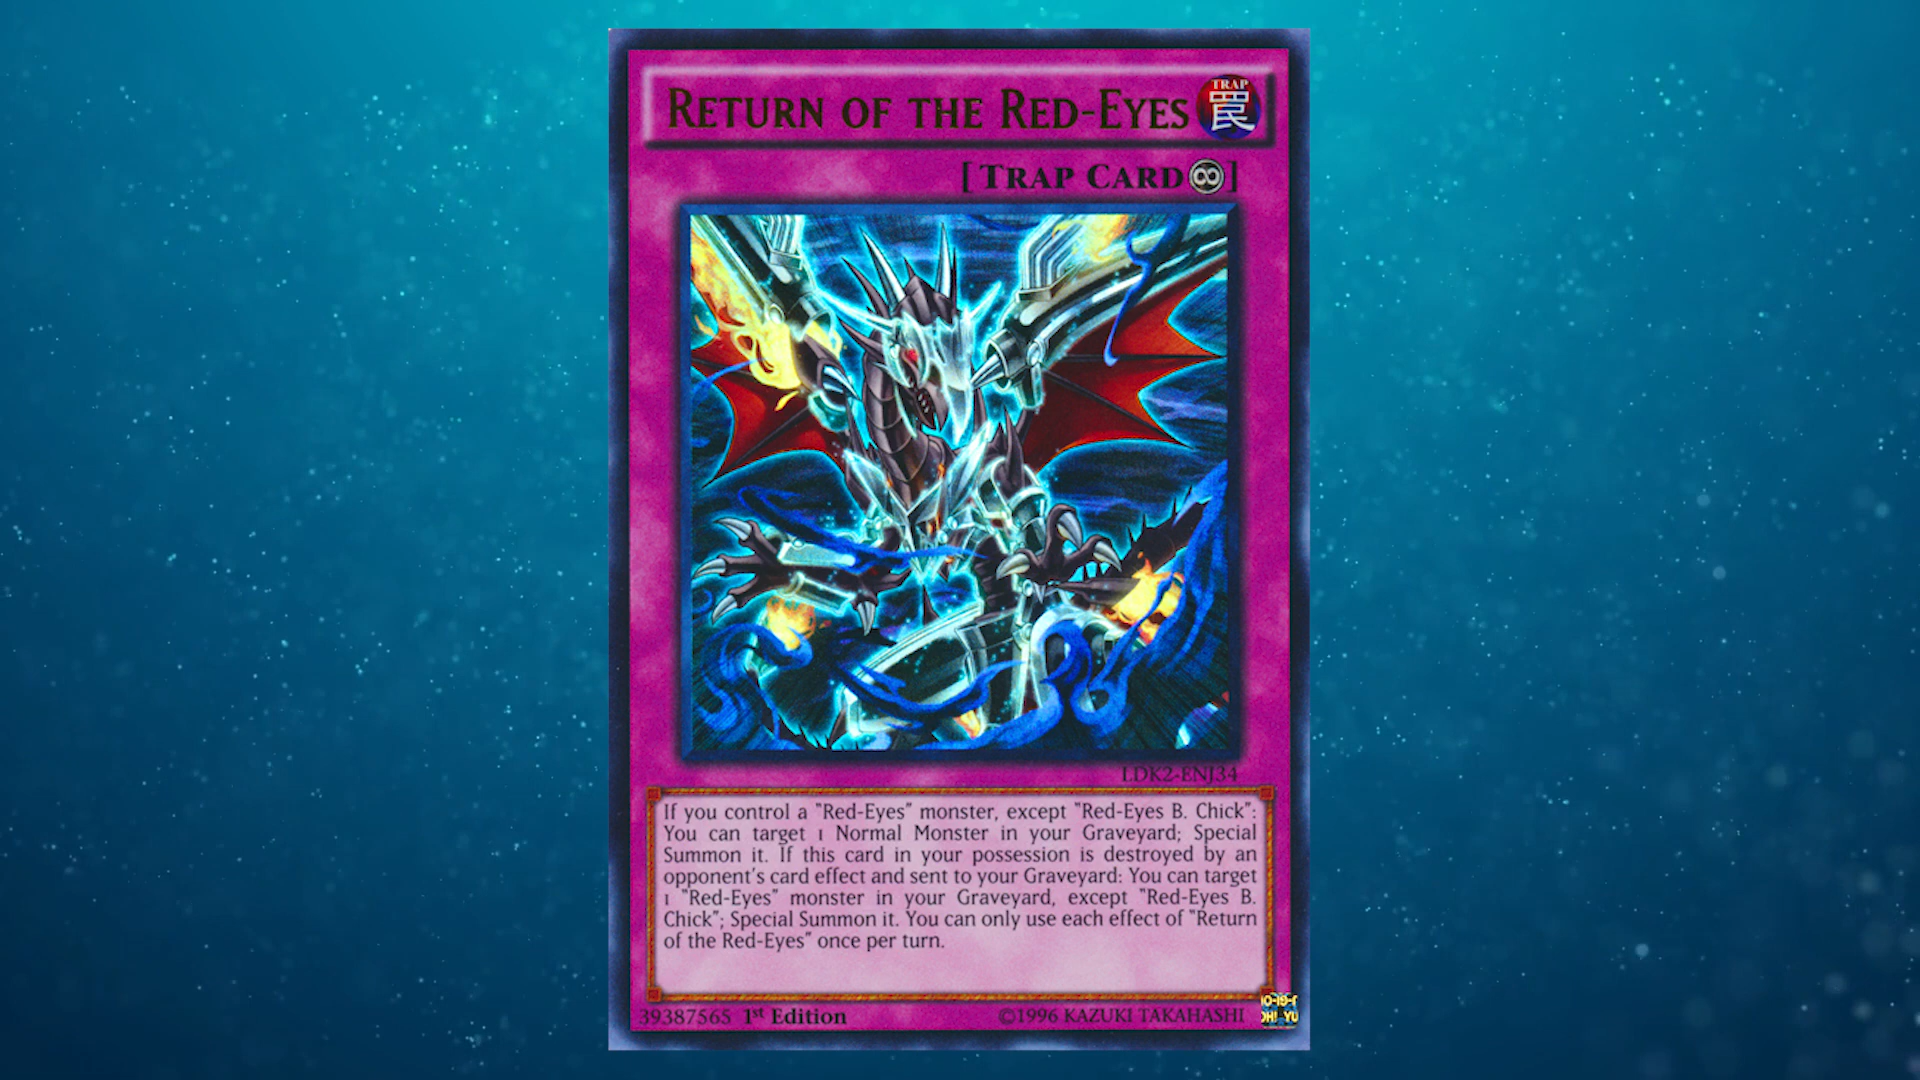 RETURN OF THE RED-EYES
TRAP
罠
[TRAP CARD]
LDK2-ENJ34
If you control a "Red-Eyes" monster, except "Red-Eyes B. Chick":
You can target 1 Normal Monster in your Graveyard; Special
Summon it. If this card in your possession is destroyed by an
opponent's card effect and sent to your Graveyard: You can target
1 "Red-Eyes" monster in your Graveyard, except "Red-Eyes B.
Chick"; Special Summon it. You can only use each effect of "Return
of the Red-Eyes" once per turn.
39387565 1st Edition
©1996 KAZUKI TAKAHASHI